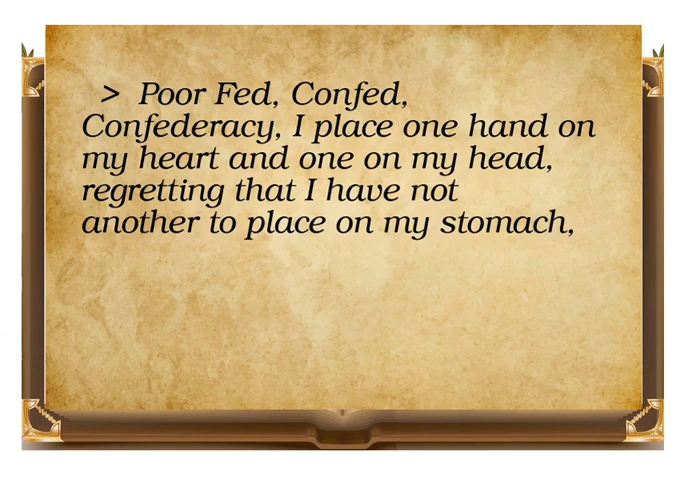 > Poor Fed, Confed,
Confederacy, I place one hand on
my heart and one on my head,
regretting that I have not
another to place on my stomach,